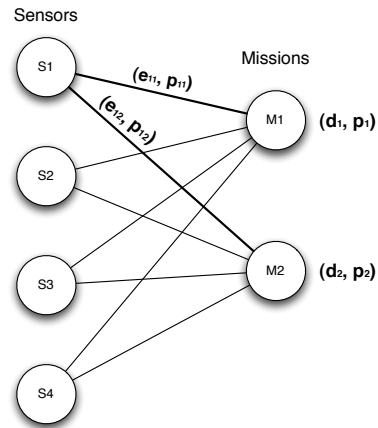 Sensors
Missions
S1
(e₁₁, p₁₁)
(e₁₂, p₁₂)
M1
(d₁, p₁)
S2
M2
(d₂, p₂)
S3
S4